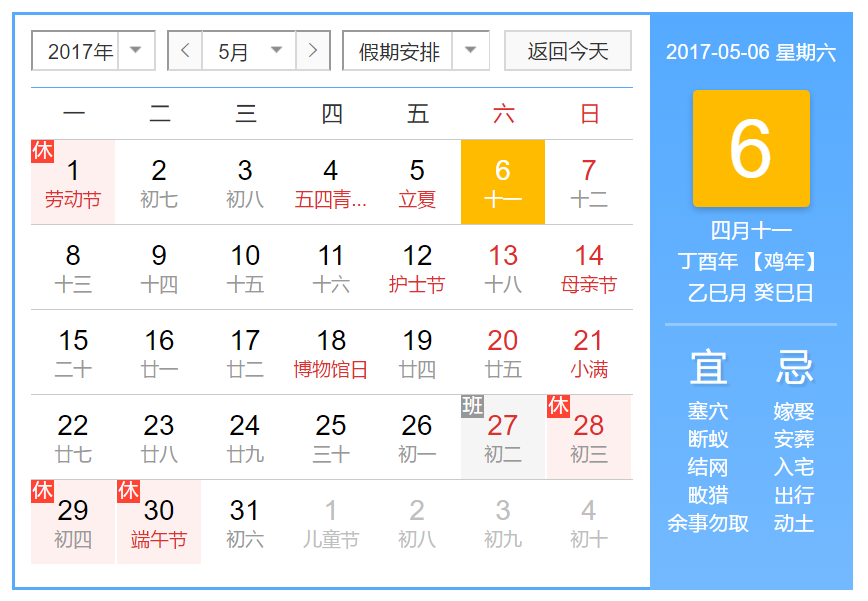 2017年 5月 假期安排 返回今天
一 二 三 四 五 六 日
休
1 2 3 4 5 6 7
劳动节 初七 初八 五四青... 立夏 十一 十二
8 9 10 11 12 13 14
十三 十四 十五 十六 护士节 十八 母亲节
15 16 17 18 19 20 21
二十 廿一 廿二 博物馆日 廿四 廿五 小满
班 休
22 23 24 25 26 27 28
廿七 廿八 廿九 三十 初一 初二 初三
休 休
29 30 31 1 2 3 4
初四 端午节 初六 儿童节 初八 初九 初十
2017-05-06 星期六
6
四月十一
丁酉年 【鸡年】
乙巳月 癸巳日
宜 忌
塞穴 嫁娶
断蚁 安葬
结网 入宅
畋猎 出行
余事勿取 动土